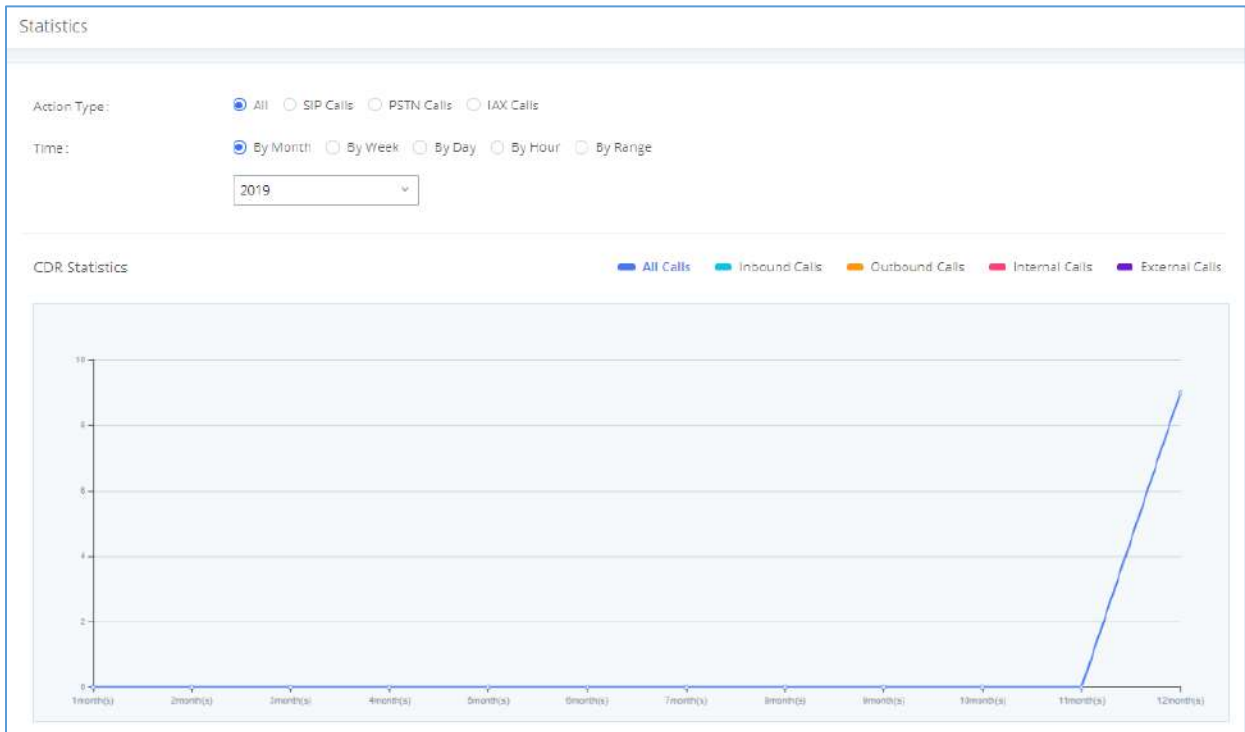 Statistics
Action Type: All SIP Calls PSTN Calls IAX Calls
Time: By Month By Week By Day By Hour By Range
2019
CDR Statistics All Calls Inbound Calls Outbound Calls Internal Calls External Calls
10
8
6
4
2
0
1month(s) 2month(s) 3month(s) 4month(s) 5month(s) 6month(s) 7month(s) 8month(s) 9month(s) 10month(s) 11month(s) 12month(s)